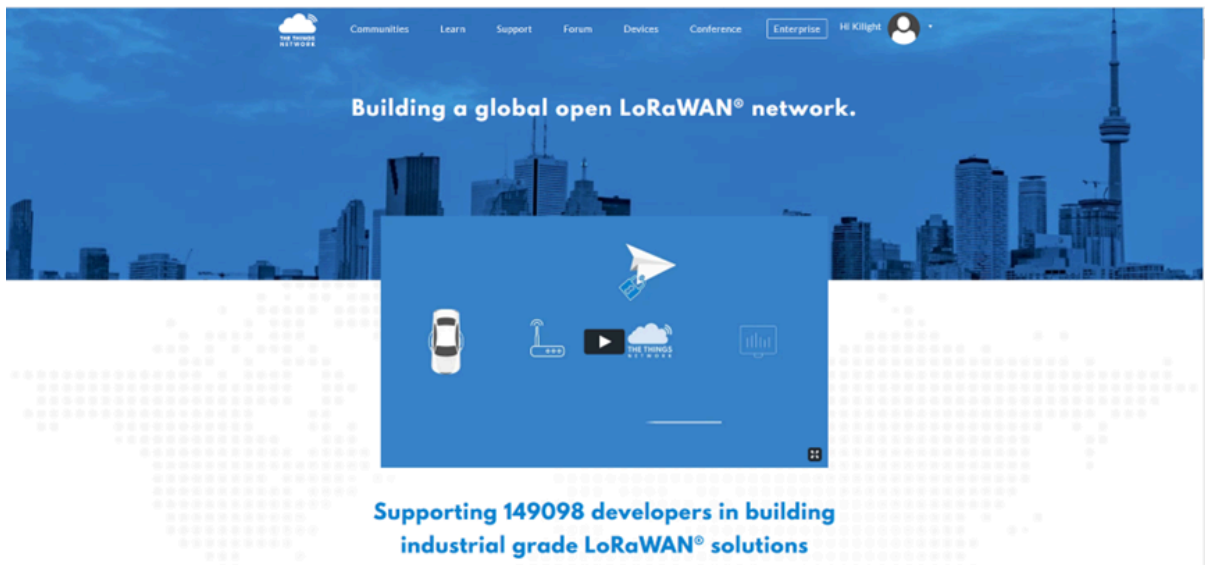 THE THINGS
NETWORK
Communities Learn Support Forum Devices Conference Enterprise Hi Kilight
Building a global open LoRaWAN® network.
THE THINGS
NETWORK
Supporting 149098 developers in building
industrial grade LoRaWAN® solutions